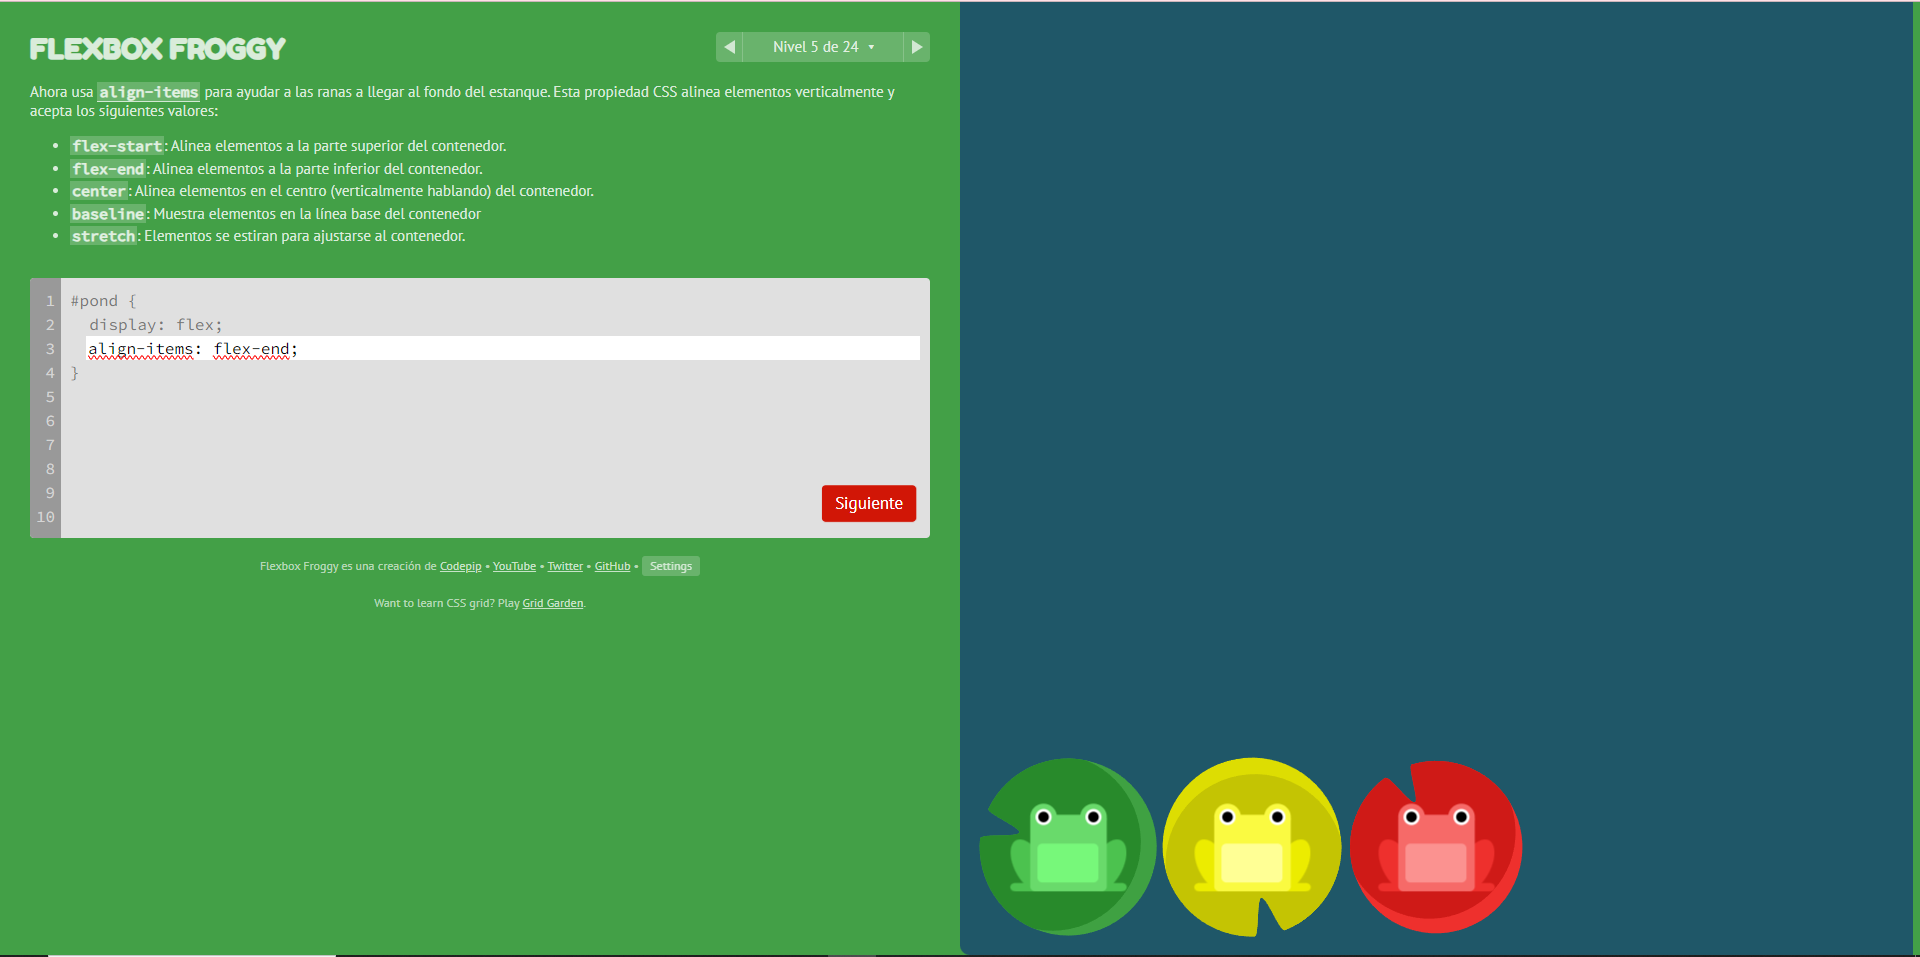 FLEXBOX FROGGY
Nivel 5 de 24
Ahora usa align-items para ayudar a las ranas a llegar al fondo del estanque. Esta propiedad CSS alinea elementos verticalmente y
acepta los siguientes valores:
• flex-start: Alinea elementos a la parte superior del contenedor.
• flex-end: Alinea elementos a la parte inferior del contenedor.
• center: Alinea elementos en el centro (verticalmente hablando) del contenedor.
• baseline: Muestra elementos en la línea base del contenedor
• stretch: Elementos se estiran para ajustarse al contenedor.
1 #pond {
2 display: flex;
3 align-items: flex-end;
4 }
5
6
7
8
9
10
Siguiente
Flexbox Froggy es una creación de Codepip • YouTube • Twitter • GitHub • Settings
Want to learn CSS grid? Play Grid Garden.